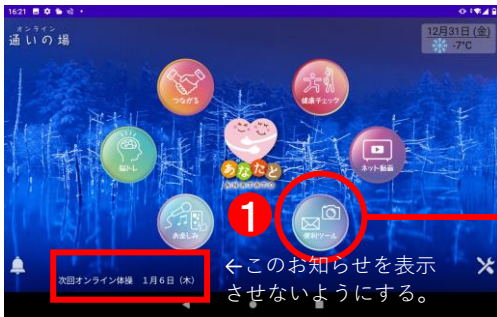 16:21
オンライン
通いの場
12月31日 (金)
-7°C
つながる
健康チェック
脳トレ
あなたと
ANATATO
ネット動画
お楽しみ
1
便利ツール
次回オンライン体操 1月6日 (木)
←このお知らせを表示
させないようにする。